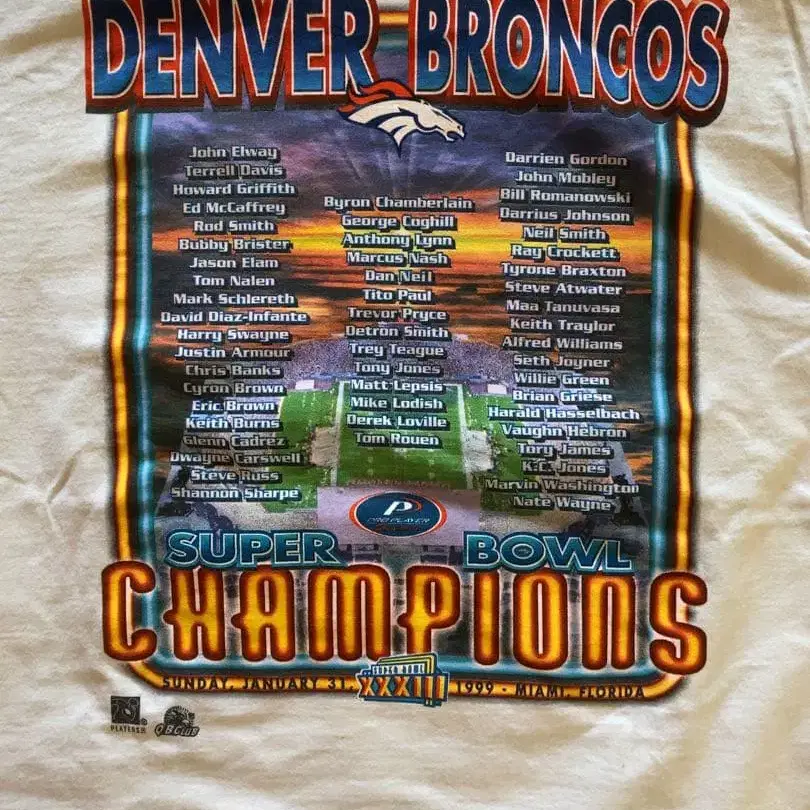 DENVER BRONCOS
John Elway
Terrell Davis
Howard Griffith
Ed McCaffrey
Rod Smith
Bubby Brister
Jason Elam
Tom Nalen
Mark Schlereth
David Diaz-Infante
Harry Swayne
Justin Armour
Chris Banks
Cyron Brown
Eric Brown
Keith Burns
Glenn Cadrez
Dwayne Carswell
Steve Russ
Shannon Sharpe
Byron Chamberlain
George Coghill
Anthony Lynn
Marcus Nash
Dan Neil
Tito Paul
Trevor Pryce
Detron Smith
Trey Teague
Tony Jones
Matt Lepsis
Mike Lodish
Derek Loville
Tom Rouen
Darrien Gordon
John Mobley
Bill Romanowski
Darrius Johnson
Neil Smith
Ray Crockett
Tyrone Braxton
Steve Atwater
Maa Tanuvasa
Keith Traylor
Alfred Williams
Seth Joyner
Willie Green
Brian Griese
Harald Hasselbach
Vaughn Hebron
Tory James
K.C. Jones
Marvin Washington
Nate Wayne
P
PRO PLAYER
SUPER BOWL
CHAMPIONS
SUPER BOWL
SUNDAY, JANUARY 31, XXXIII 1999 - MIAMI, FLORIDA
PLAYERS
QB CLUB